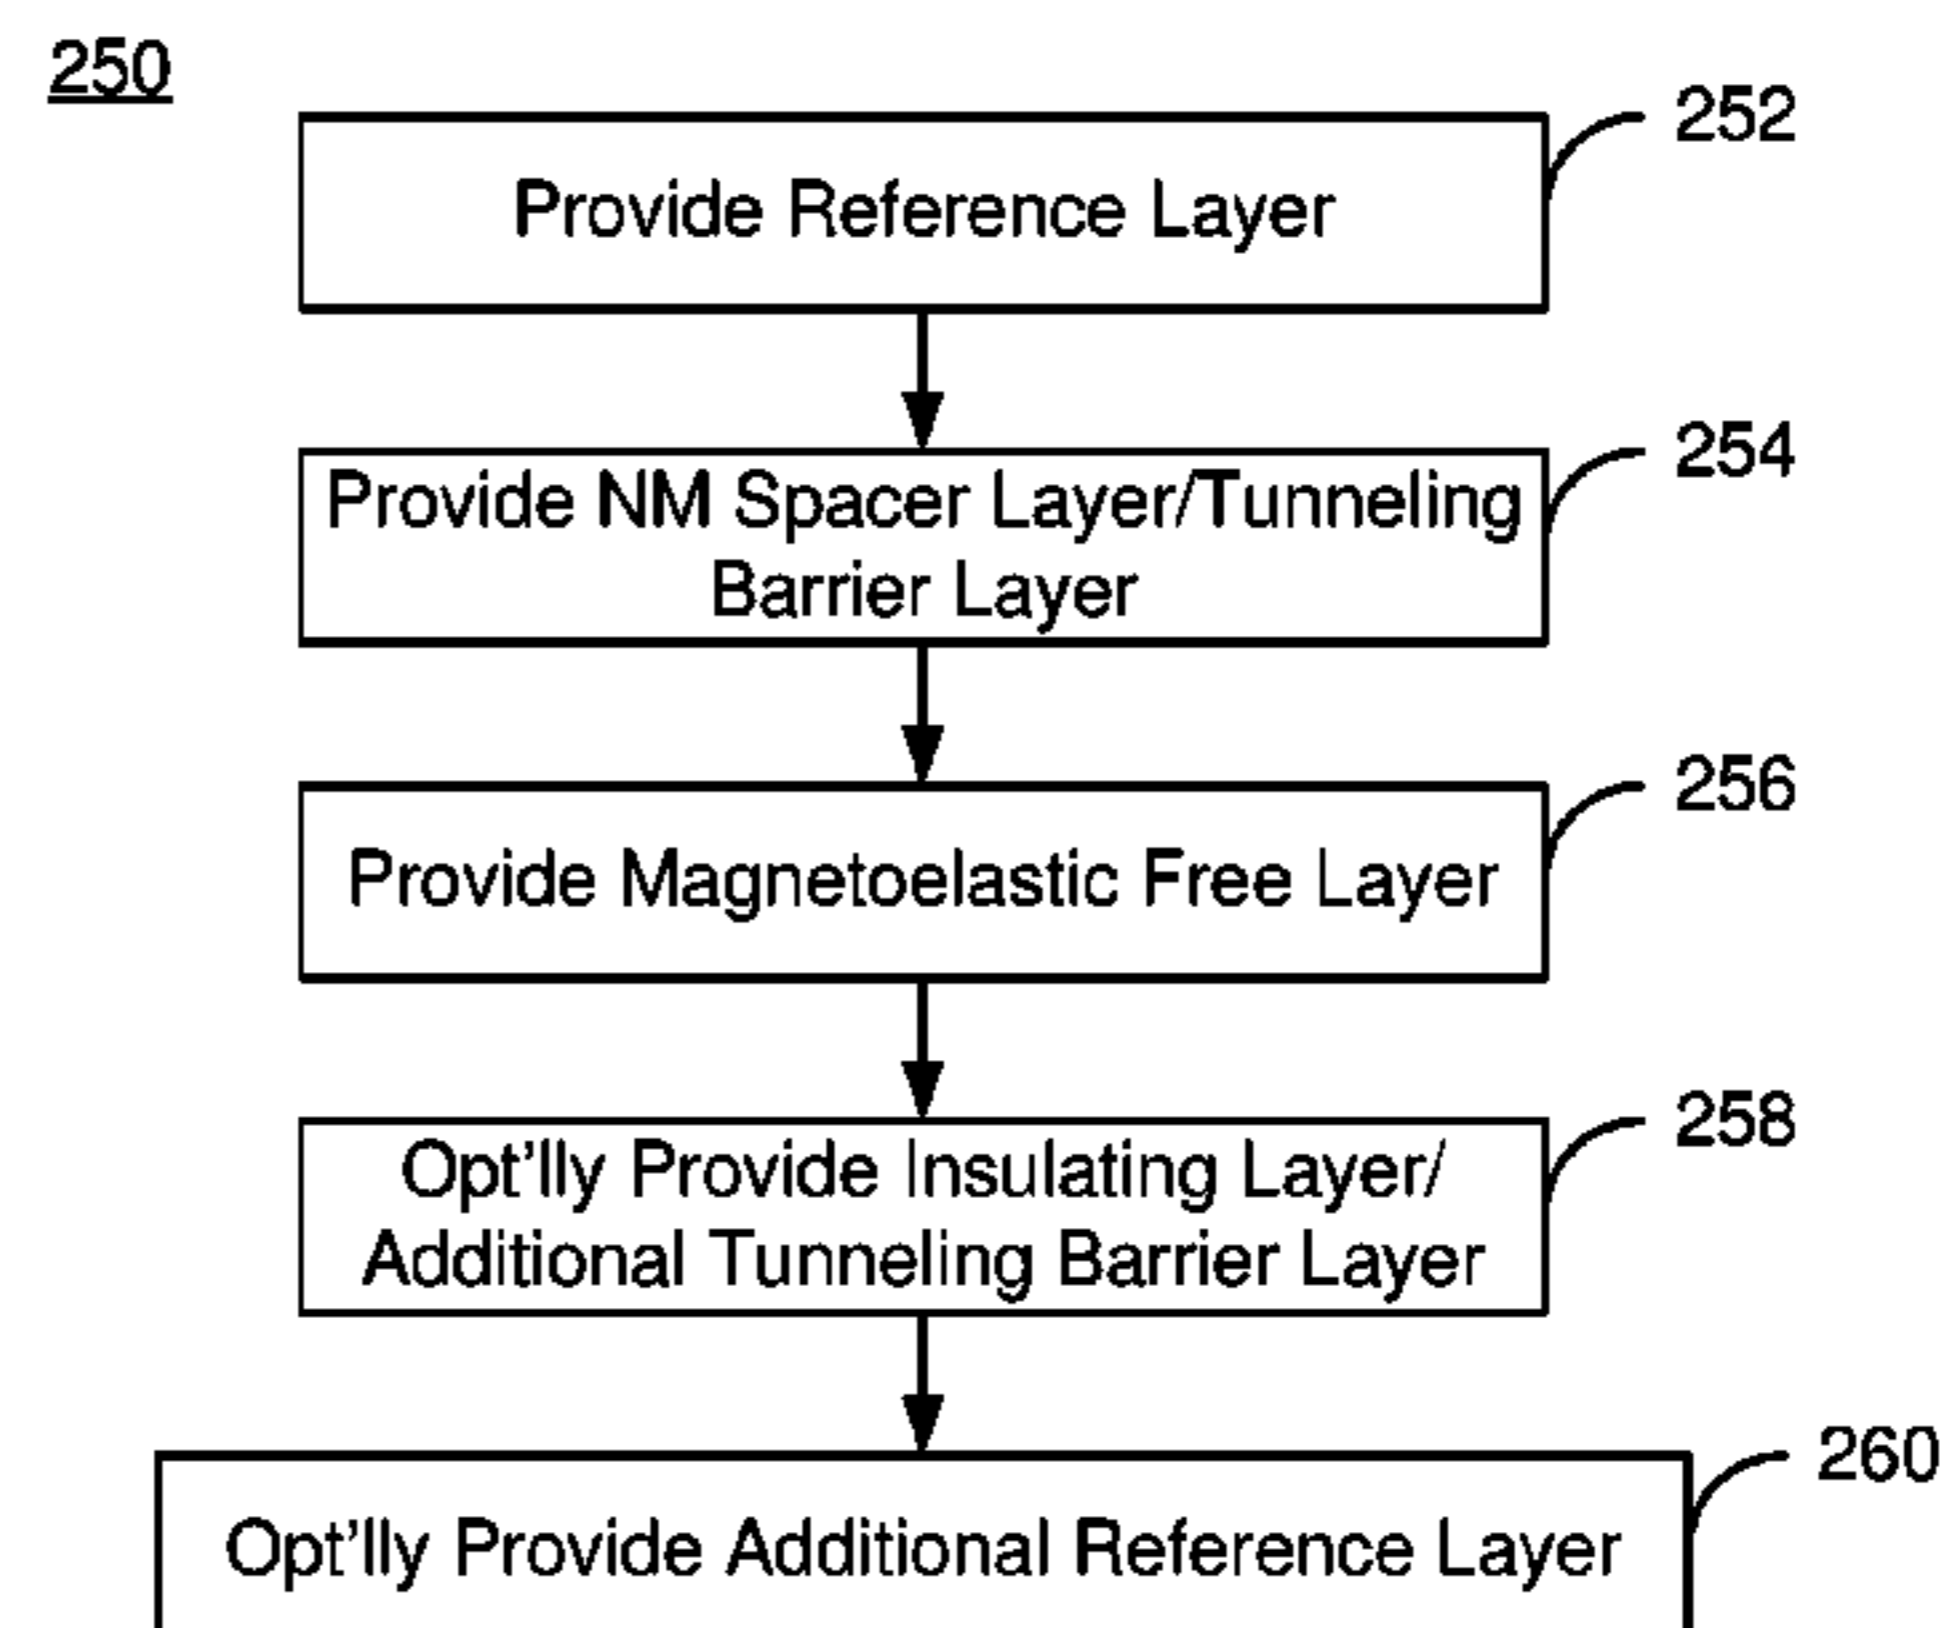 250
252
Provide Reference Layer
254
Provide NM Spacer Layer/Tunneling
Barrier Layer
256
Provide Magnetoelastic Free Layer
258
Opt'lly Provide Insulating Layer/
Additional Tunneling Barrier Layer
260
Opt'lly Provide Additional Reference Layer